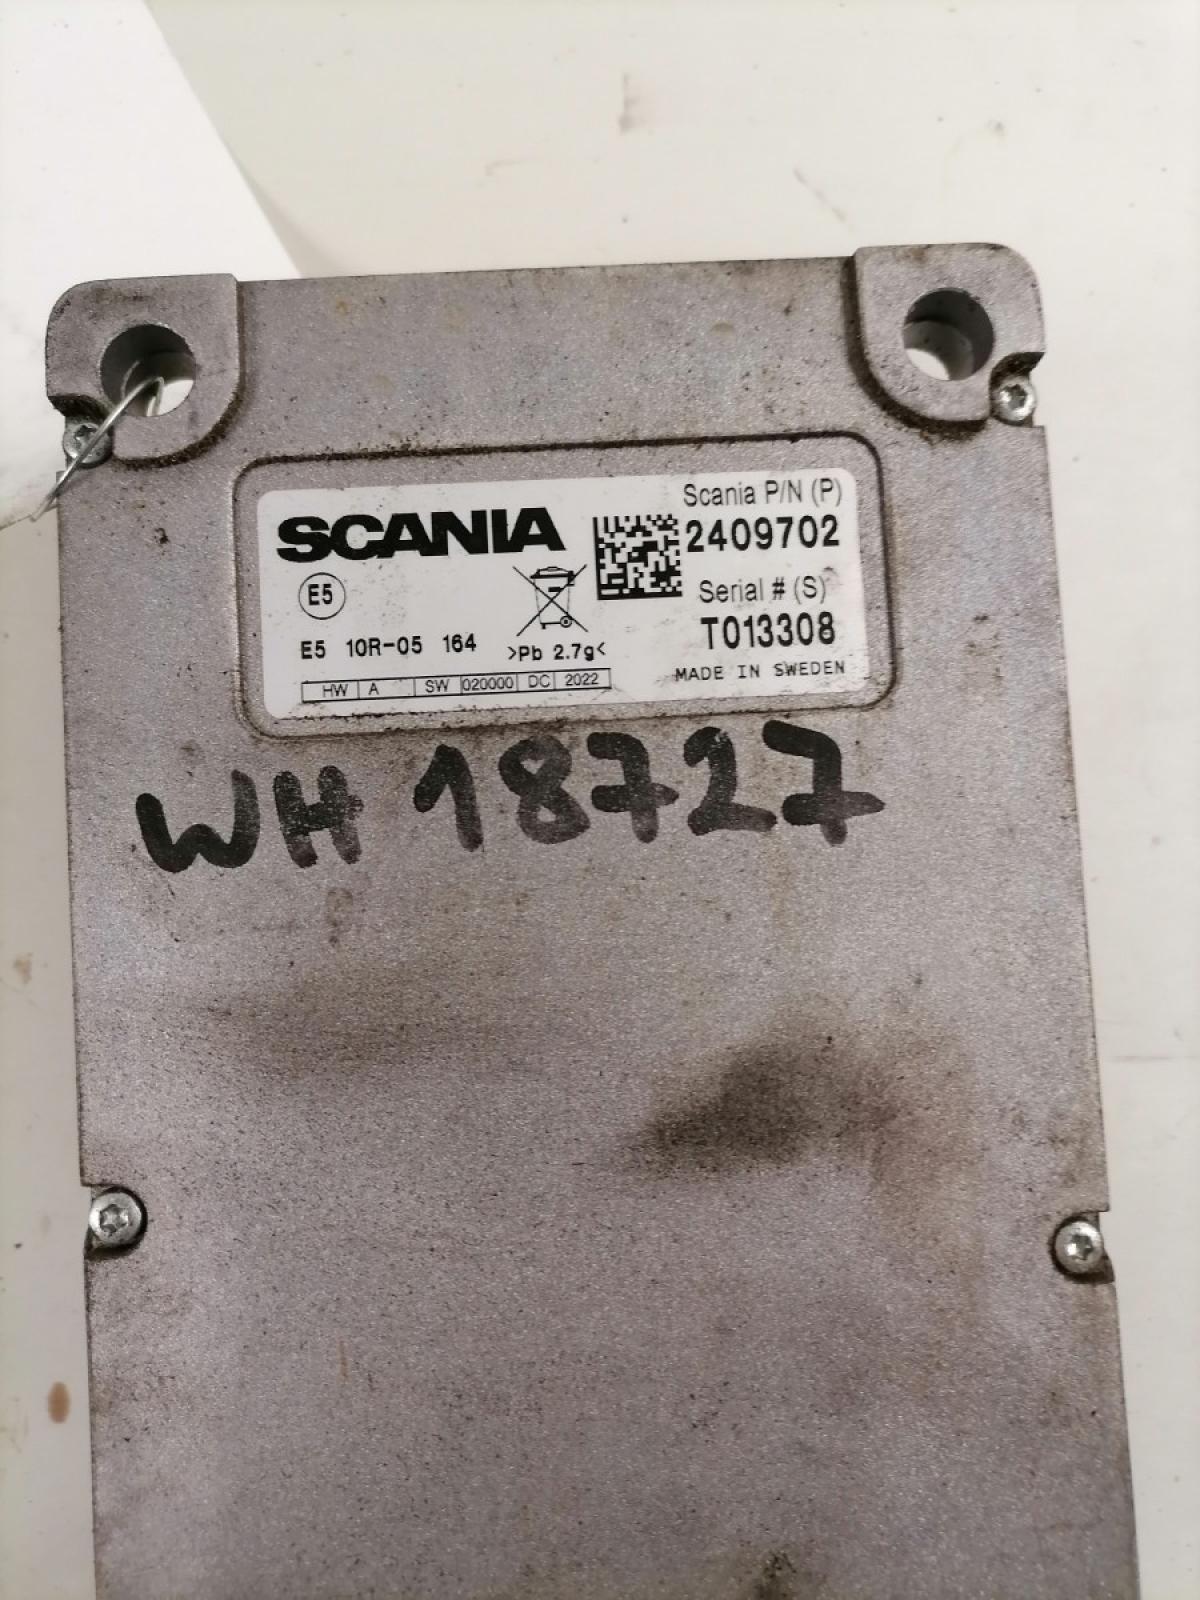 SCANIA
Scania P/N (P)
2409702
E5
Serial # (S)
T013308
E5 10R-05 164
>Pb 2.7g<
MADE IN SWEDEN
HW A SW 020000 DC 2022
WH 18727